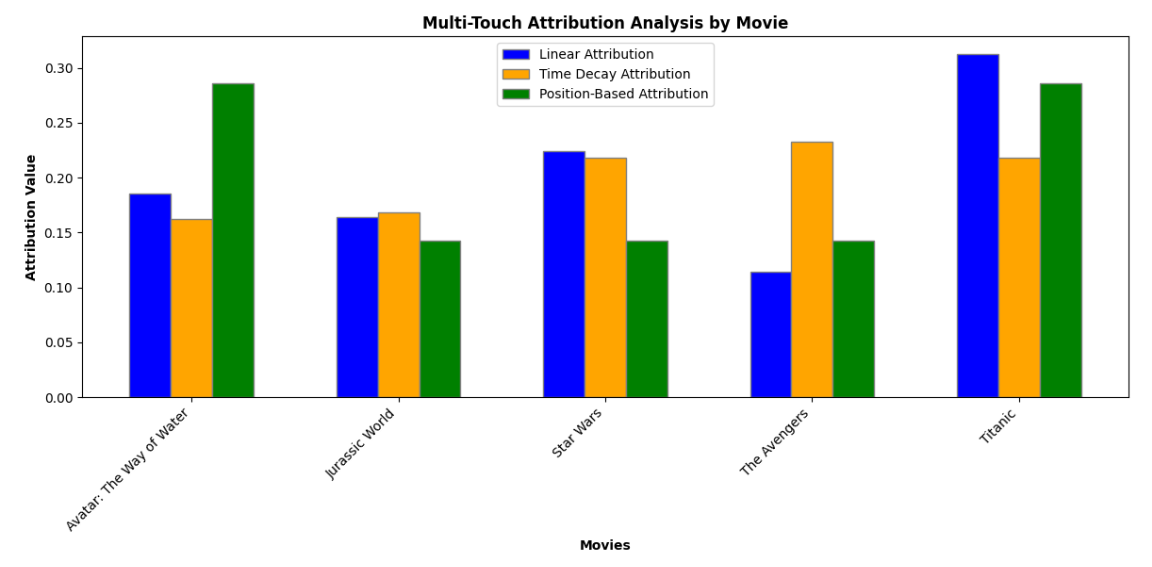 Multi-Touch Attribution Analysis by Movie
Linear Attribution
Time Decay Attribution
Position-Based Attribution
Attribution Value
0.30
0.25
0.20
0.15
0.10
0.05
0.00
Avatar: The Way of Water
Jurassic World
Star Wars
The Avengers
Titanic
Movies